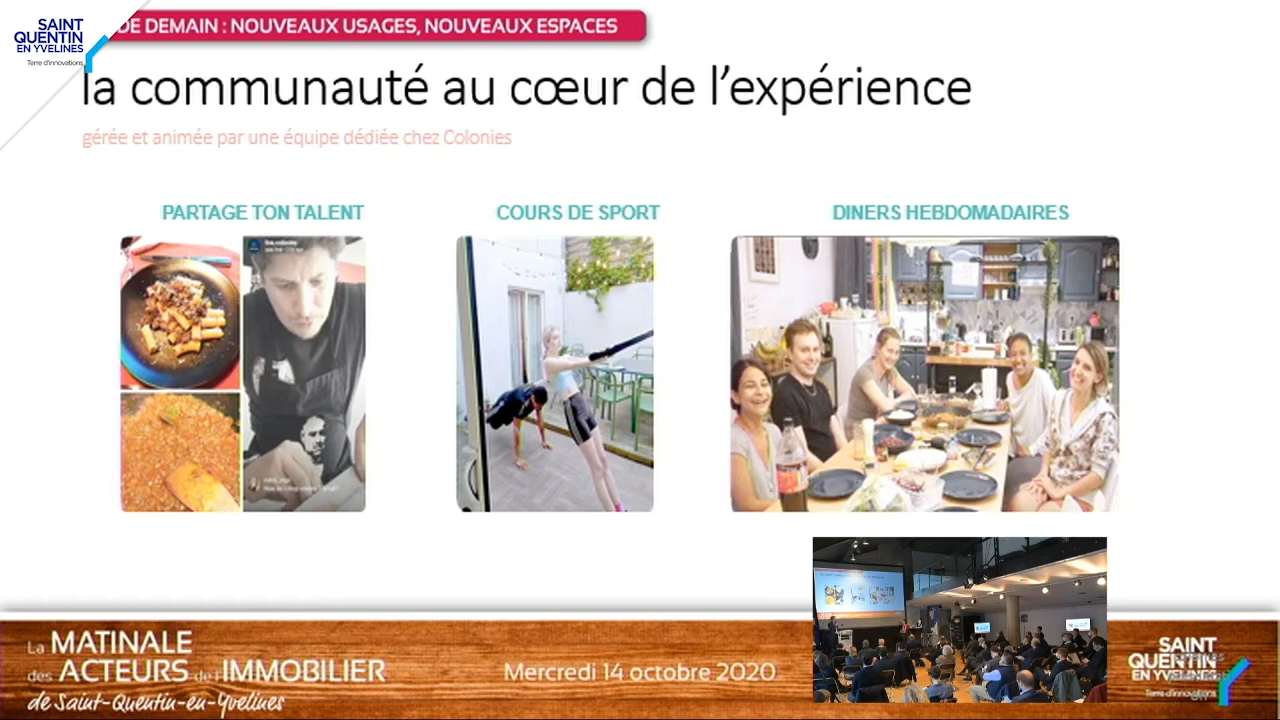 SAINT
QUENTIN
EN YVELINES
Terre d'innovations
DE DEMAIN : NOUVEAUX USAGES, NOUVEAUX ESPACES
la communauté au cœur de l'expérience
gérée et animée par une équipe dédiée chez Colonies
PARTAGE TON TALENT
COURS DE SPORT
DINERS HEBDOMADAIRES
La MATINALE
des ACTEURS de l'IMMOBILIER
de Saint-Quentin-en-Yvelines
Mercredi 14 octobre 2020
SAINT
QUENTIN
EN YVELINES
Terre d'innovations